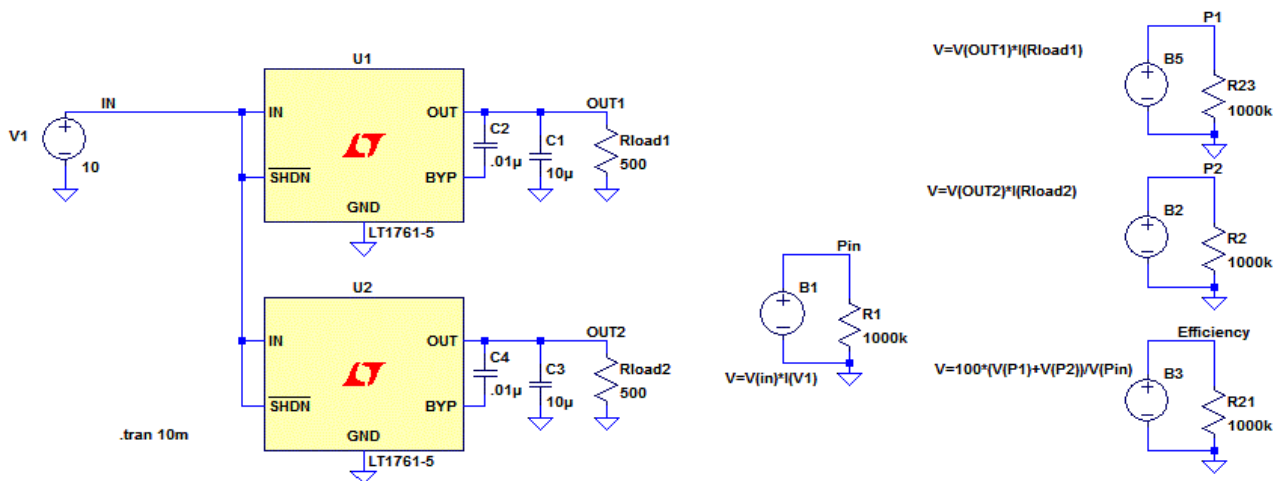 V1
10
IN
U1
IN
OUT
SHDN
BYP
GND
LT1761-5
C2
.01µ
C1
10µ
OUT1
Rload1
500
U2
IN
OUT
SHDN
BYP
GND
LT1761-5
C4
.01µ
C3
10µ
OUT2
Rload2
500
.tran 10m
Pin
B1
R1
1000k
V=V(in)*I(V1)
P1
V=V(OUT1)*I(Rload1)
B5
R23
1000k
P2
V=V(OUT2)*I(Rload2)
B2
R2
1000k
Efficiency
V=100*(V(P1)+V(P2))/V(Pin)
B3
R21
1000k